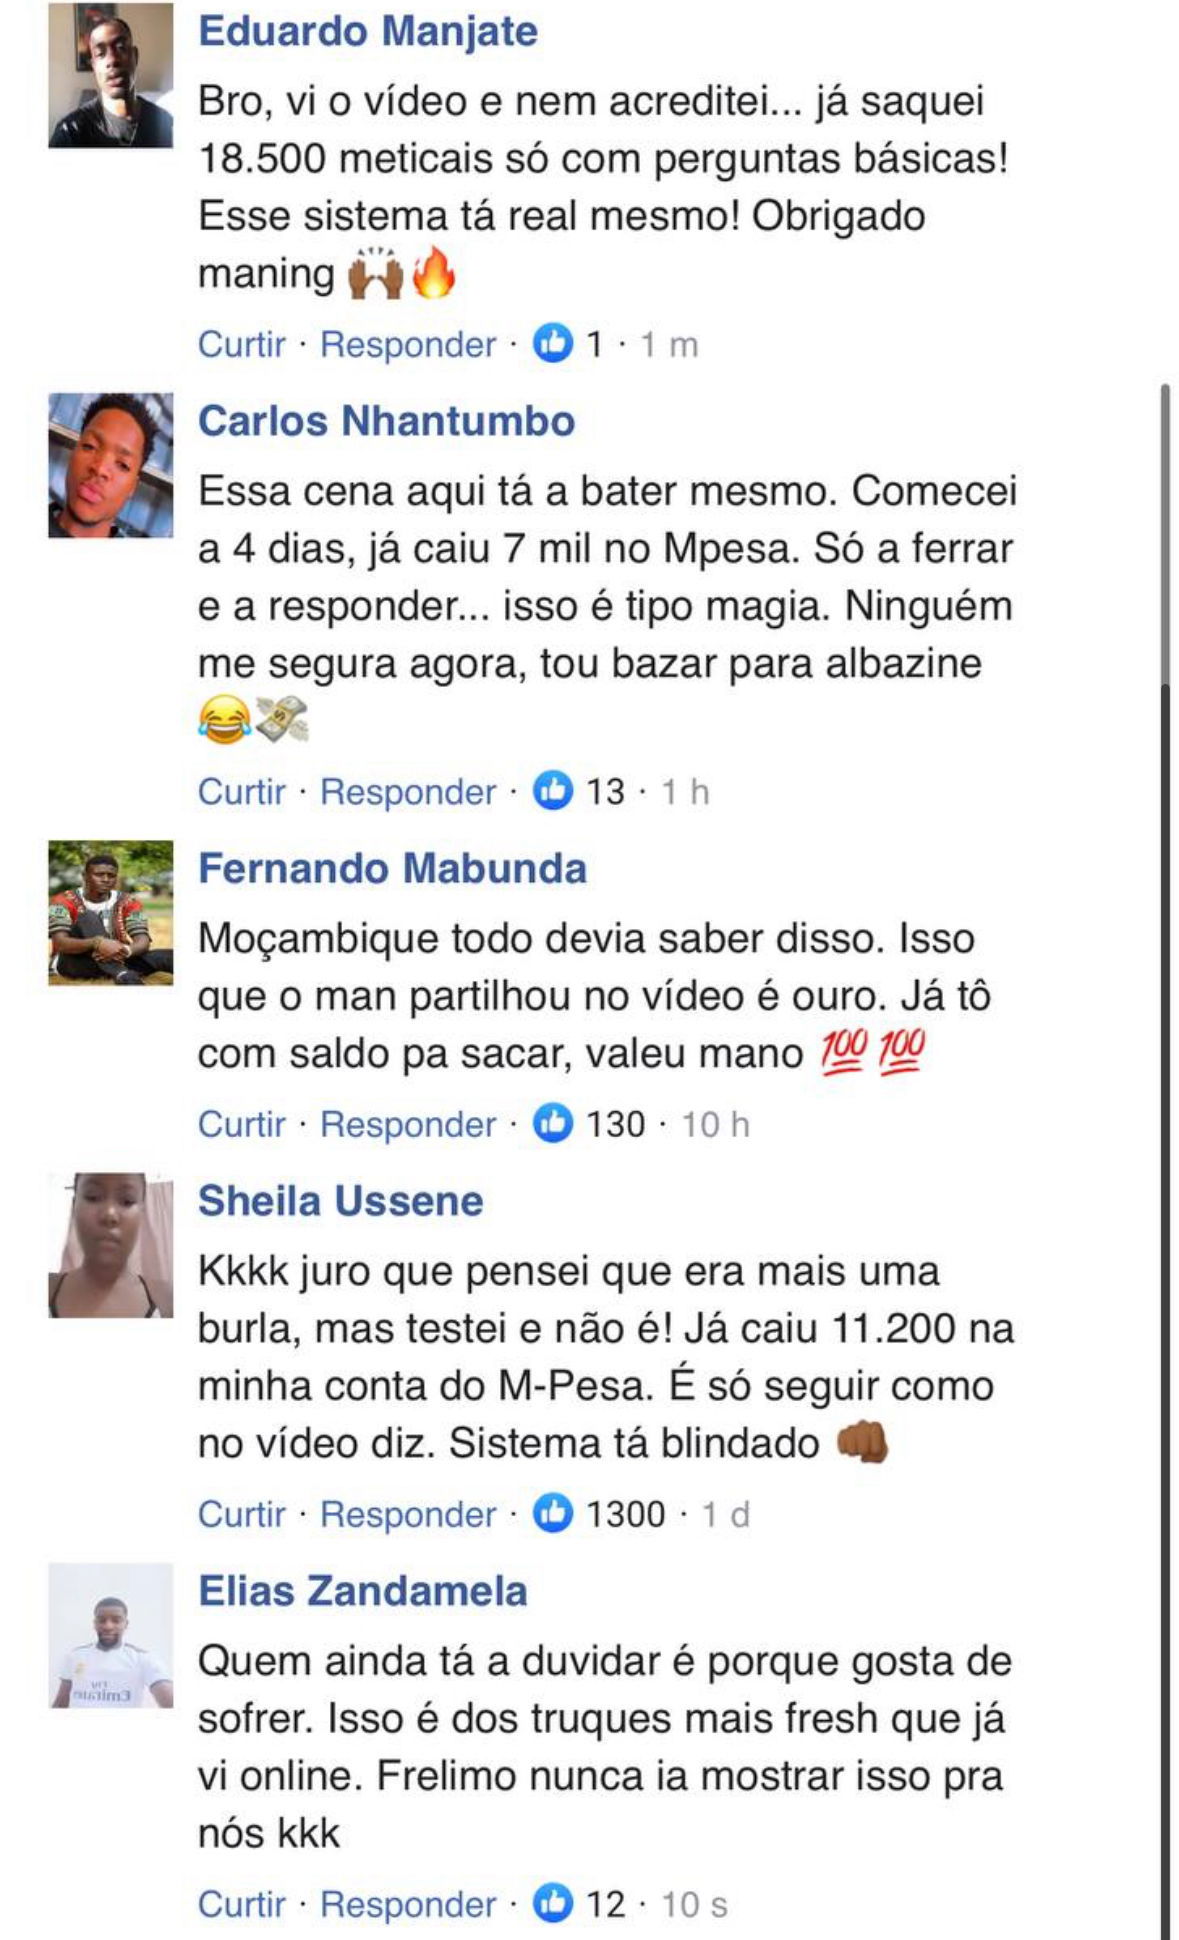 Eduardo Manjate
Bro, vi o vídeo e nem acreditei... já saquei
18.500 meticais só com perguntas básicas!
Esse sistema tá real mesmo! Obrigado
maning 🙌🏾🔥
Curtir · Responder · 1 · 1 m
Carlos Nhantumbo
Essa cena aqui tá a bater mesmo. Comecei
a 4 dias, já caiu 7 mil no Mpesa. Só a ferrar
e a responder... isso é tipo magia. Ninguém
me segura agora, tou bazar para albazine
😂💸
Curtir · Responder · 13 · 1 h
Fernando Mabunda
Moçambique todo devia saber disso. Isso
que o man partilhou no vídeo é ouro. Já tô
com saldo pa sacar, valeu mano 💯💯
Curtir · Responder · 130 · 10 h
Sheila Ussene
Kkkk juro que pensei que era mais uma
burla, mas testei e não é! Já caiu 11.200 na
minha conta do M-Pesa. É só seguir como
no vídeo diz. Sistema tá blindado 👊🏾
Curtir · Responder · 1300 · 1 d
Elias Zandamela
Quem ainda tá a duvidar é porque gosta de
sofrer. Isso é dos truques mais fresh que já
vi online. Frelimo nunca ia mostrar isso pra
nós kkk
Curtir · Responder · 12 · 10 s